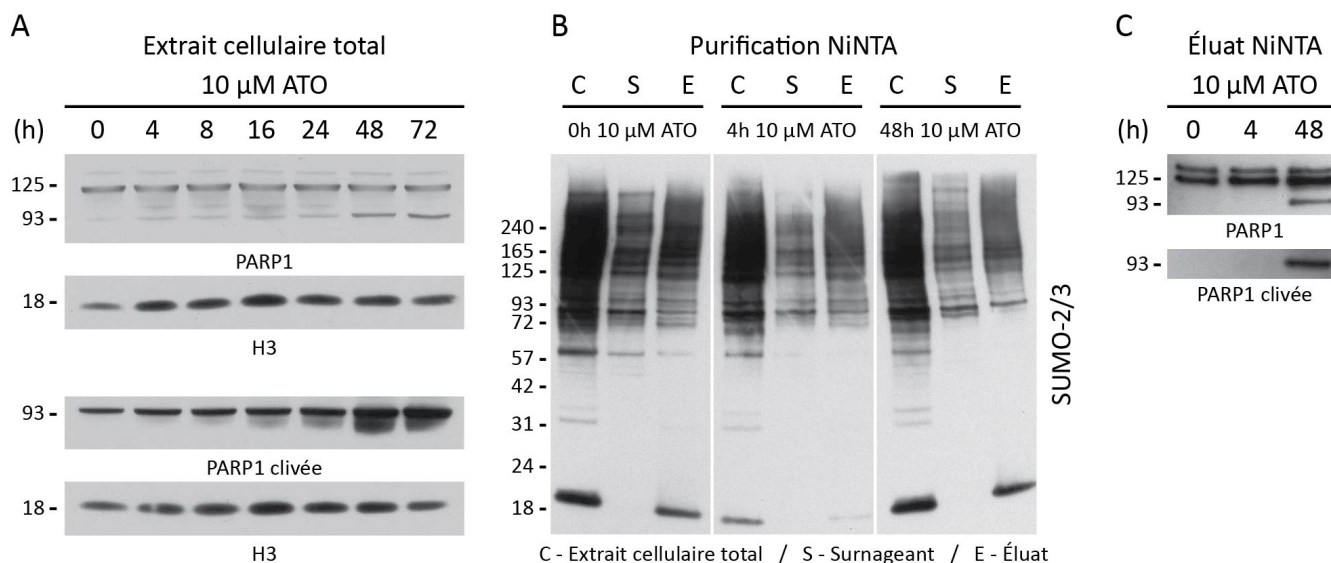 A
Extrait cellulaire total
10 µM ATO
(h) 0 4 8 16 24 48 72
125 -
93 -
PARP1
18 -
H3
93 -
PARP1 clivée
18 -
H3
B
Purification NiNTA
C S E C S E C S E
0h 10 µM ATO 4h 10 µM ATO 48h 10 µM ATO
240 -
165 -
125 -
93 -
72 -
57 -
42 -
31 -
24 -
18 -
SUMO-2/3
C - Extrait cellulaire total / S - Surnageant / E - Éluat
C
Éluat NiNTA
10 µM ATO
(h) 0 4 48
125 -
93 -
PARP1
93 -
PARP1 clivée